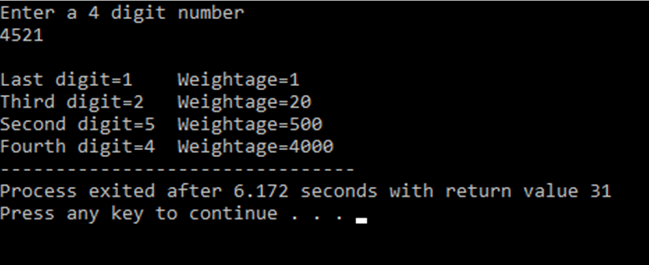 Enter a 4 digit number
4521
Last digit=1 Weightage=1
Third digit=2 Weightage=20
Second digit=5 Weightage=500
Fourth digit=4 Weightage=4000
--------------------------------
Process exited after 6.172 seconds with return value 31
Press any key to continue . . .